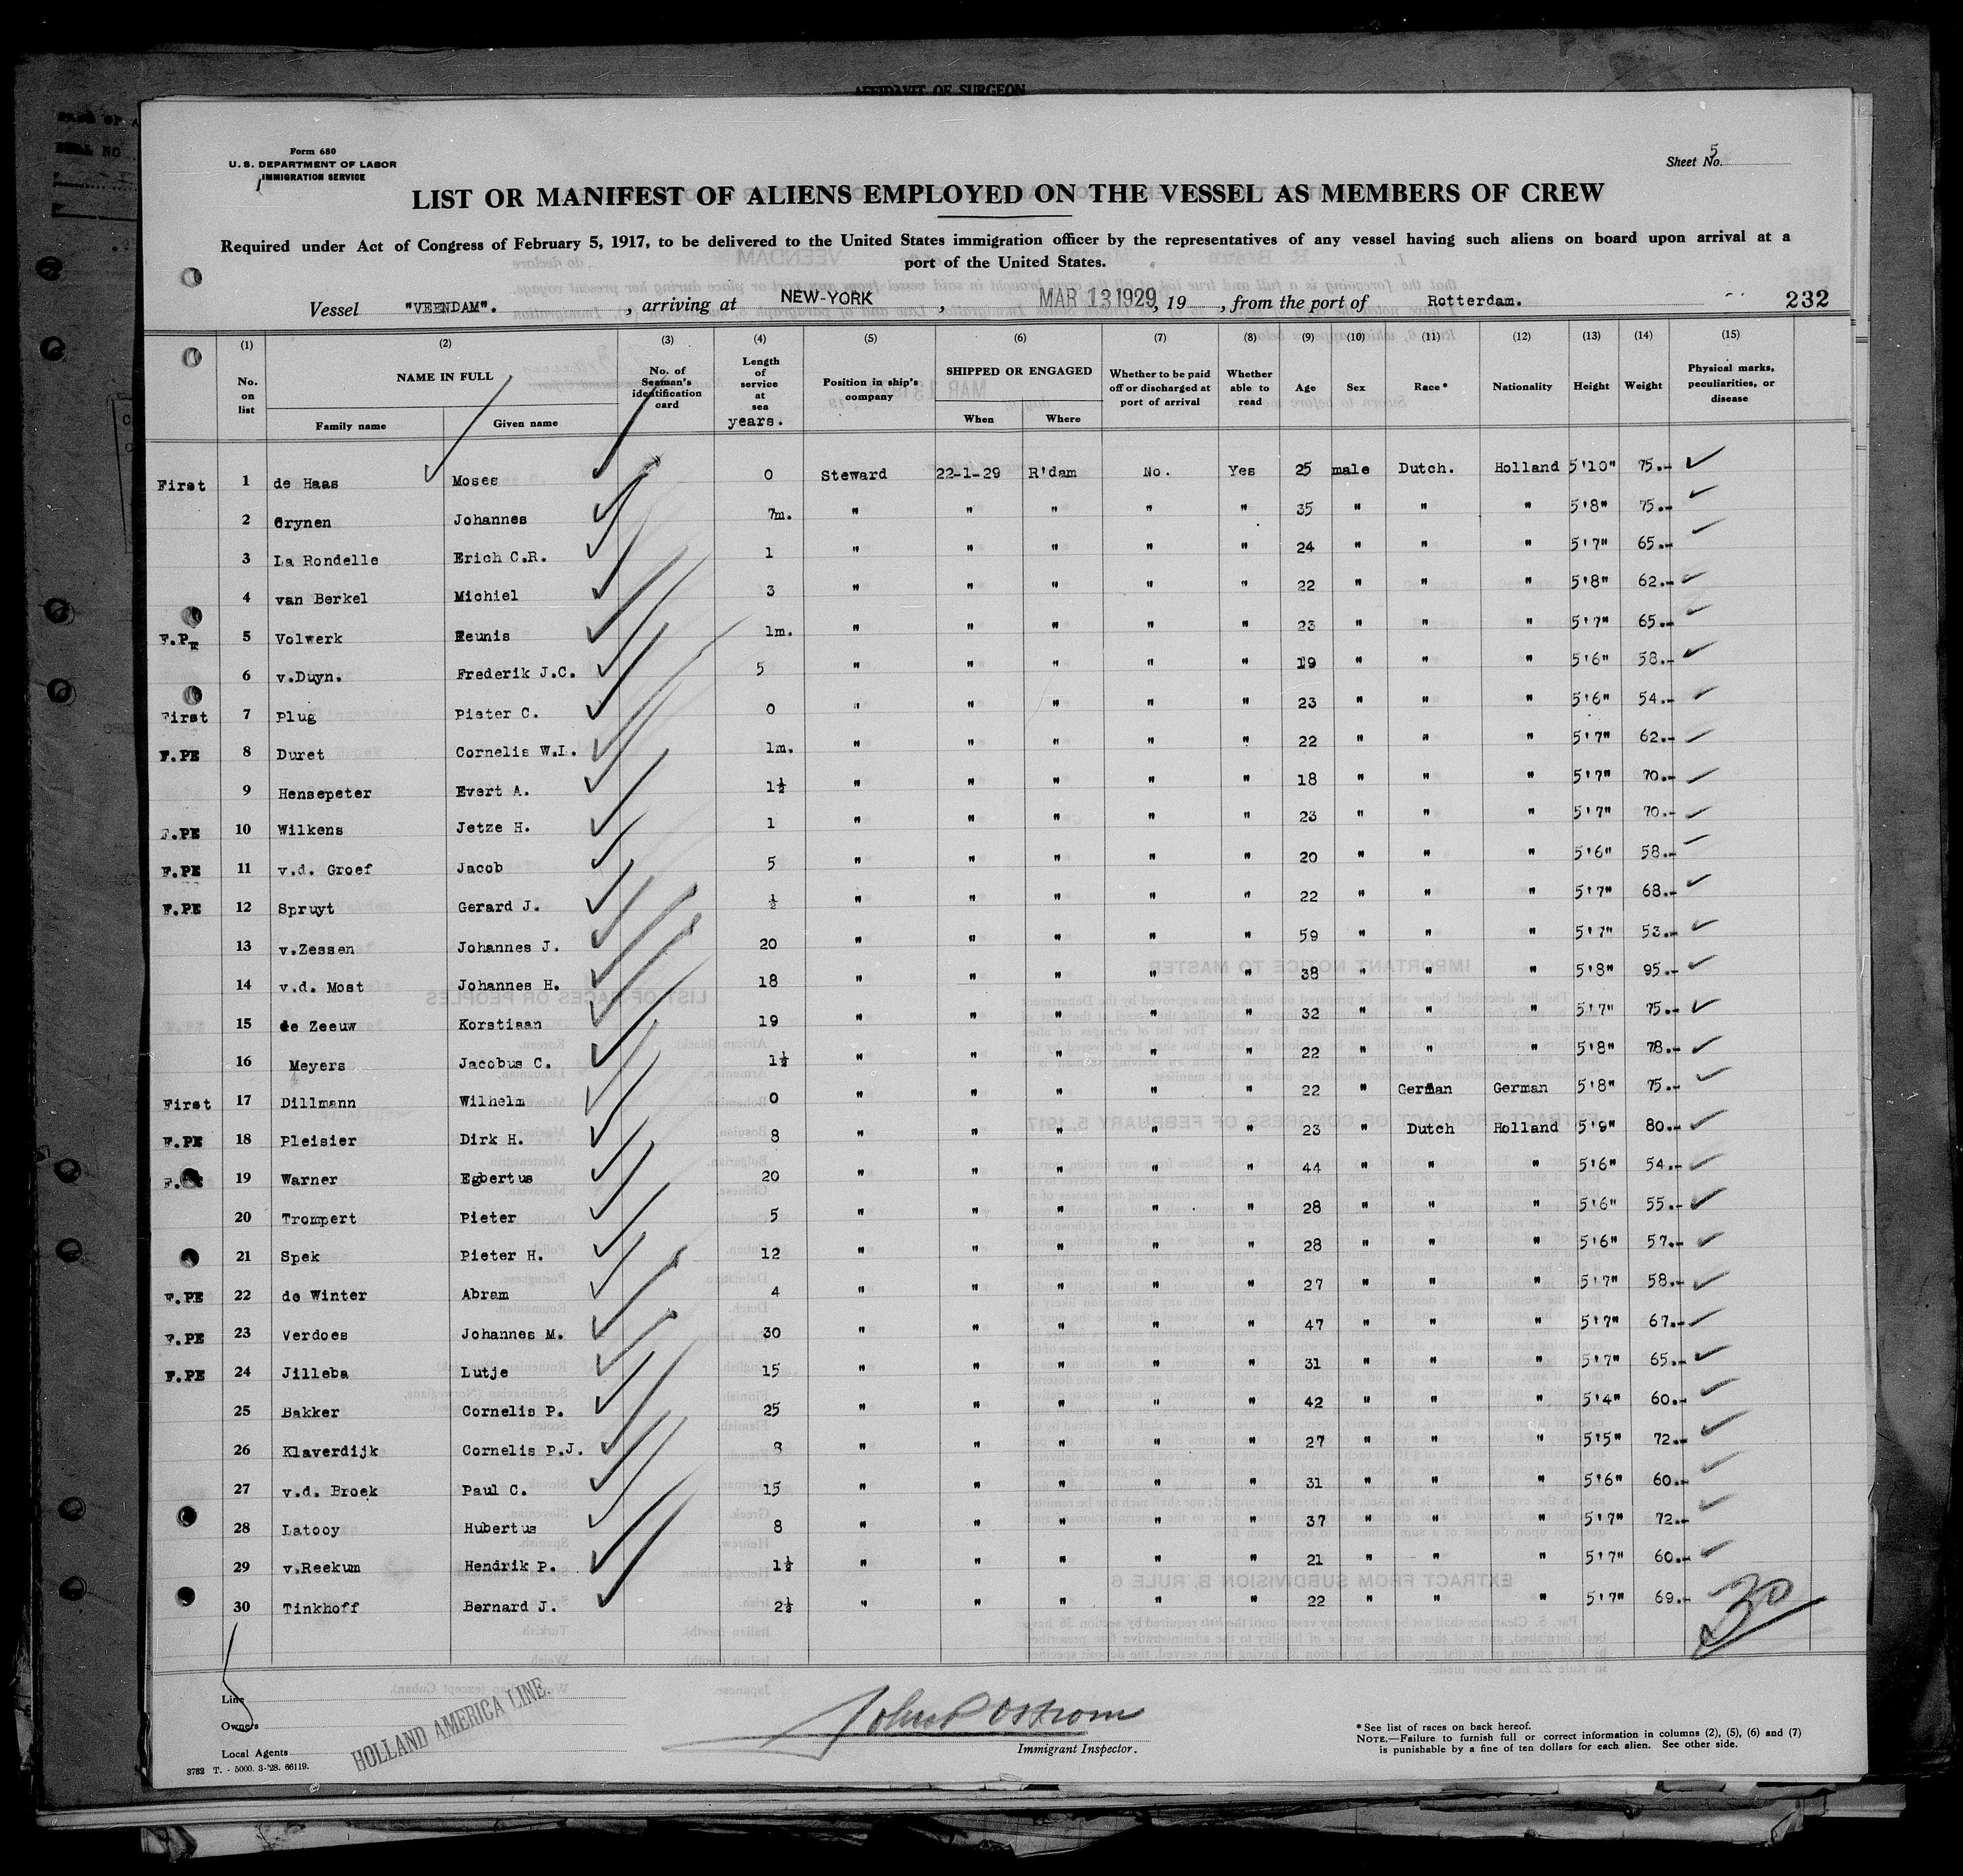 AFFIDAVIT OF SURGEON
Form 680
U. S. DEPARTMENT OF LABOR
IMMIGRATION SERVICE
Sheet No. 5
LIST OR MANIFEST OF ALIENS EMPLOYED ON THE VESSEL AS MEMBERS OF CREW
Required under Act of Congress of February 5, 1917, to be delivered to the United States immigration officer by the representatives of any vessel having such aliens on board upon arrival at a
port of the United States.
Vessel "VEENDAM". , arriving at NEW-YORK , MAR 13 1929, 19 , from the port of Rotterdam. 232
(1) (2) (3) (4) (5) (6) (7) (8) (9) (10) (11) (12) (13) (14) (15)
No. on list NAME IN FULL Family name Given name No. of Seaman's identification card Length of service at sea years. Position in ship's company SHIPPED OR ENGAGED When Where Whether to be paid off or discharged at port of arrival Whether able to read Age Sex Race* Nationality Height Weight Physical marks, peculiarities, or disease
First 1 de Haas Moses 0 Steward 22-1-29 R'dam No. Yes 25 male Dutch. Holland 5'10" 75.-
2 Grynen Johannes 7m. " " " " " 35 " " " 5'8" 75.-
3 La Rondelle Erich C.R. 1 " " " " " 24 " " " 5'7" 65.-
4 van Berkel Michiel 3 " " " " " 22 " " " 5'8" 62.-
F.PE 5 Volwerk Eeunis 1m. " " " " " 23 " " " 5'7" 65.-
6 v.Duyn. Frederik J.C. 5 " " " " " 19 " " " 5'6" 58.-
First 7 Plug Pieter C. 0 " " " " " 23 " " " 5'6" 54.-
F.PE 8 Duret Cornelis W.I. 1m. " " " " " 22 " " " 5'7" 62.-
9 Hensepeter Evert A. 1½ " " " " " 18 " " " 5'7" 70.-
F.PE 10 Wilkens Jetze H. 1 " " " " " 23 " " " 5'7" 70.-
F.PE 11 v.d. Groef Jacob 5 " " " " " 20 " " " 5'6" 58.-
F.PE 12 Spruyt Gerard J. ½ " " " " " 22 " " " 5'7" 68.-
13 v.Zessen Johannes J. 20 " " " " " 59 " " " 5'7" 53.-
14 v.d. Most Johannes H. 18 " " " " " 38 " " " 5'8" 95.-
15 de Zeeuw Korstiaan 19 " " " " " 32 " " " 5'7" 75.-
16 Meyers Jacobus C. 1½ " " " " " 22 " " " 5'8" 78.-
First 17 Dillmann Wilhelm 0 " " " " " 22 " German German 5'8" 75.-
F.PE 18 Pleisier Dirk H. 8 " " " " " 23 " Dutch Holland 5'9" 80.-
19 Warner Egbertus 20 " " " " " 44 " " " 5'6" 54.-
20 Trompert Pieter 5 " " " " " 28 " " " 5'6" 55.-
21 Spek Pieter H. 12 " " " " " 28 " " " 5'6" 57.-
F.PE 22 de Winter Abram 4 " " " " " 27 " " " 5'7" 58.-
F.PE 23 Verdoes Johannes M. 30 " " " " " 47 " " " 5'7" 67.-
F.PE 24 Jilleba Lutje 15 " " " " " 31 " " " 5'7" 65.-
25 Bakker Cornelis P. 25 " " " " " 42 " " " 5'4" 60.-
26 Klaverdijk Cornelis P.J. 8 " " " " " 27 " " " 5'5" 72.-
27 v.d. Broek Paul C. 15 " " " " " 31 " " " 5'6" 60.-
28 Latooy Hubertus 8 " " " " " 37 " " " 5'7" 72.-
29 v.Reekum Hendrik P. 1½ " " " " " 21 " " " 5'7" 60.-
30 Tinkhoff Bernard J. 2½ " " " " " 22 " " " 5'7" 69.-
30
Line
Owners
Local Agents
HOLLAND AMERICA LINE.
John P Ostrom
Immigrant Inspector.
* See list of races on back hereof.
NOTE.—Failure to furnish full or correct information in columns (2), (5), (6) and (7)
is punishable by a fine of ten dollars for each alien. See other side.
3782 T. - 5000. 3-'28. 66119.